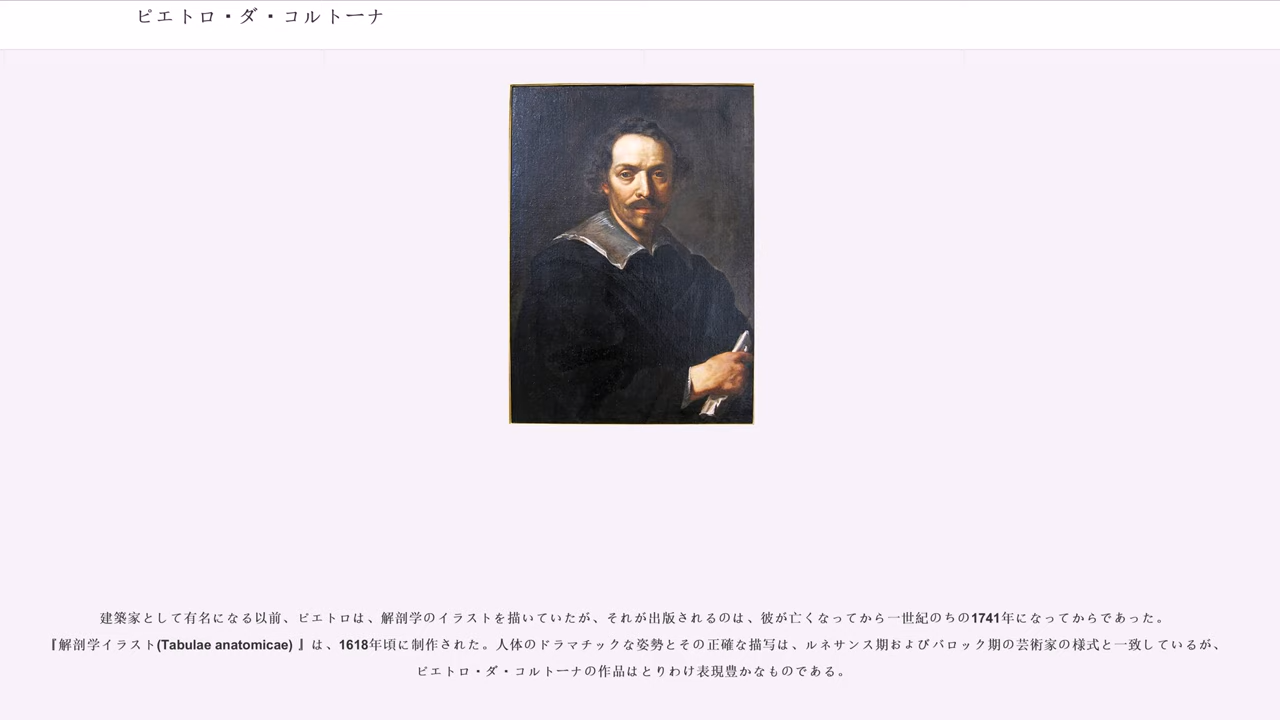 ピエトロ・ダ・コルトーナ
建築家として有名になる以前、ピエトロは、解剖学のイラストを描いていたが、それが出版されるのは、彼が亡くなってから一世紀のちの1741年になってからであった。
『解剖学イラスト(Tabulae anatomicae) 』は、1618年頃に制作された。人体のドラマチックな姿勢とその正確な描写は、ルネサンス期およびバロック期の芸術家の様式と一致しているが、
ピエトロ・ダ・コルトーナの作品はとりわけ表現豊かなものである。